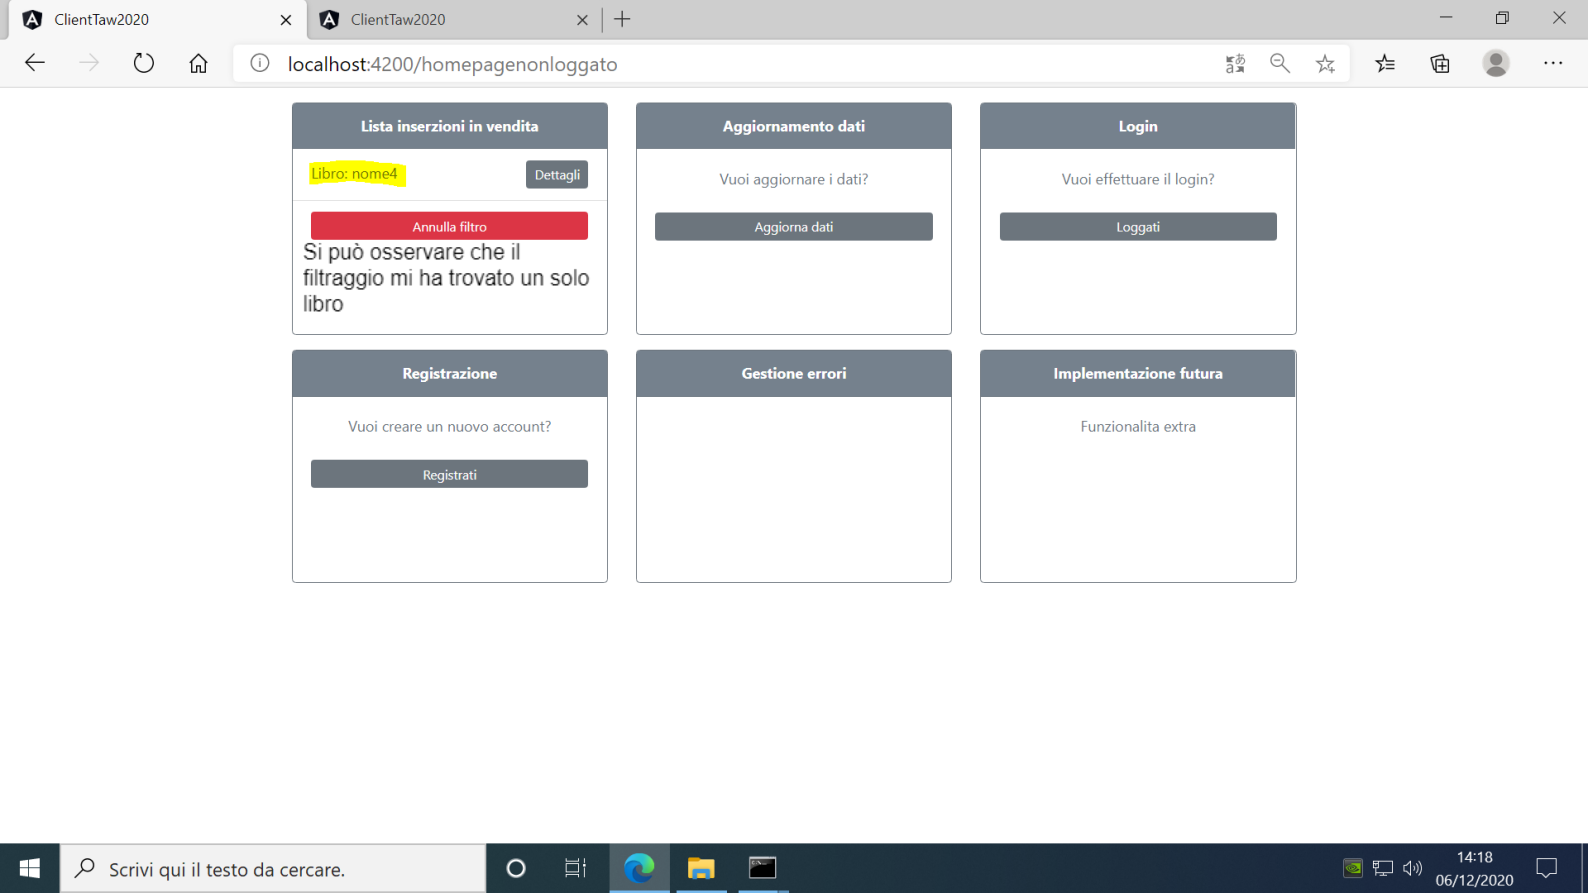 ClientTaw2020
ClientTaw2020
localhost:4200/homepagenonloggato
Lista inserzioni in vendita
Libro: nome4
Dettagli
Annulla filtro
Si può osservare che il
filtraggio mi ha trovato un solo
libro
Aggiornamento dati
Vuoi aggiornare i dati?
Aggiorna dati
Login
Vuoi effettuare il login?
Loggati
Registrazione
Vuoi creare un nuovo account?
Registrati
Gestione errori
Implementazione futura
Funzionalita extra
Scrivi qui il testo da cercare.
14:18
06/12/2020